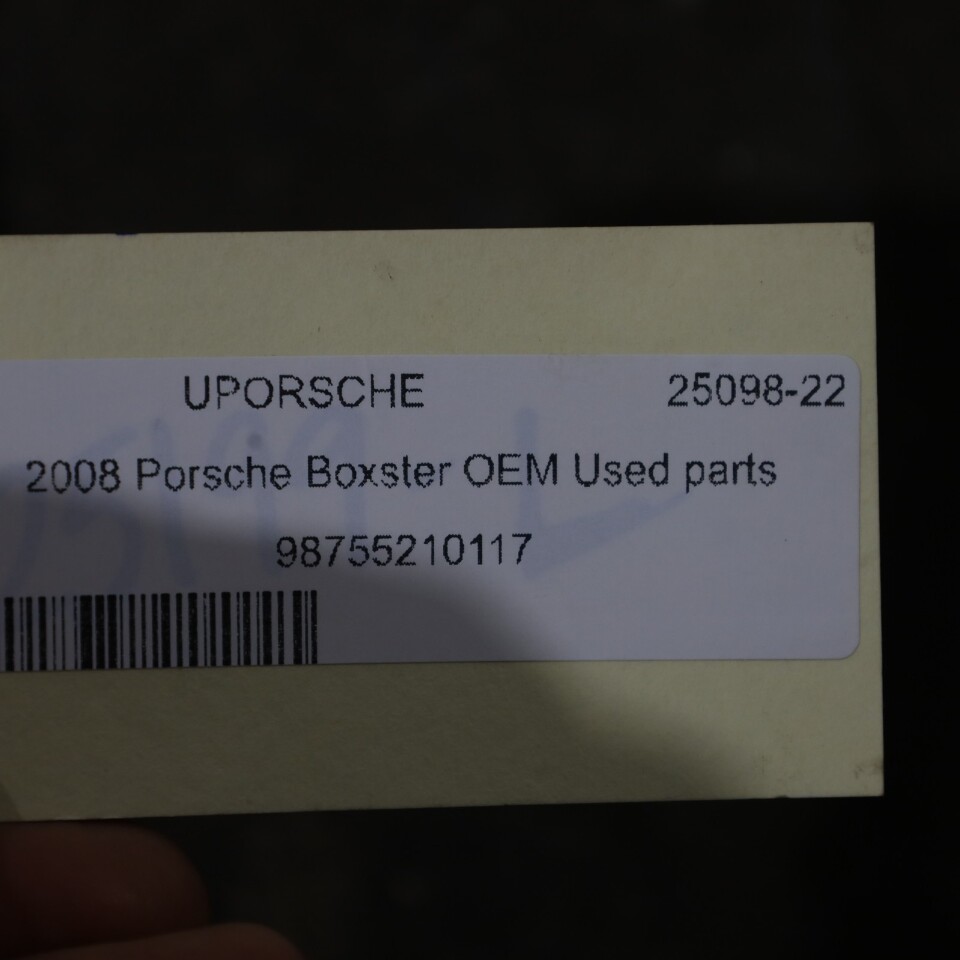 UPORSCHE 25098-22
2008 Porsche Boxster OEM Used parts
98755210117